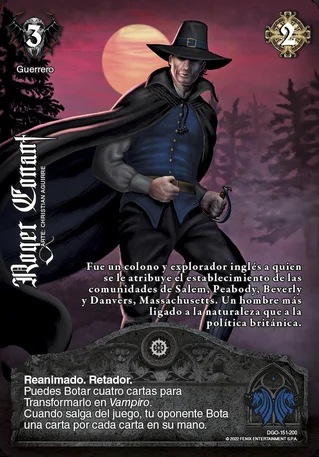 3
2
Guerrero
Roger Conant
ARTE: CHRISTIAN AGUIRRE
Fue un colono y explorador inglés a quien
se le atribuye el establecimiento de las
comunidades de Salem, Peabody, Beverly
y Danvers, Massachusetts. Un hombre más
ligado a la naturaleza que a la
política británica.
Reanimado. Retador.
Puedes Botar cuatro cartas para
Transformarlo en Vampiro.
Cuando salga del juego, tu oponente Bota
una carta por cada carta en su mano.
DGO-151-200
© 2022 FENIX ENTERTAINMENT S.P.A.